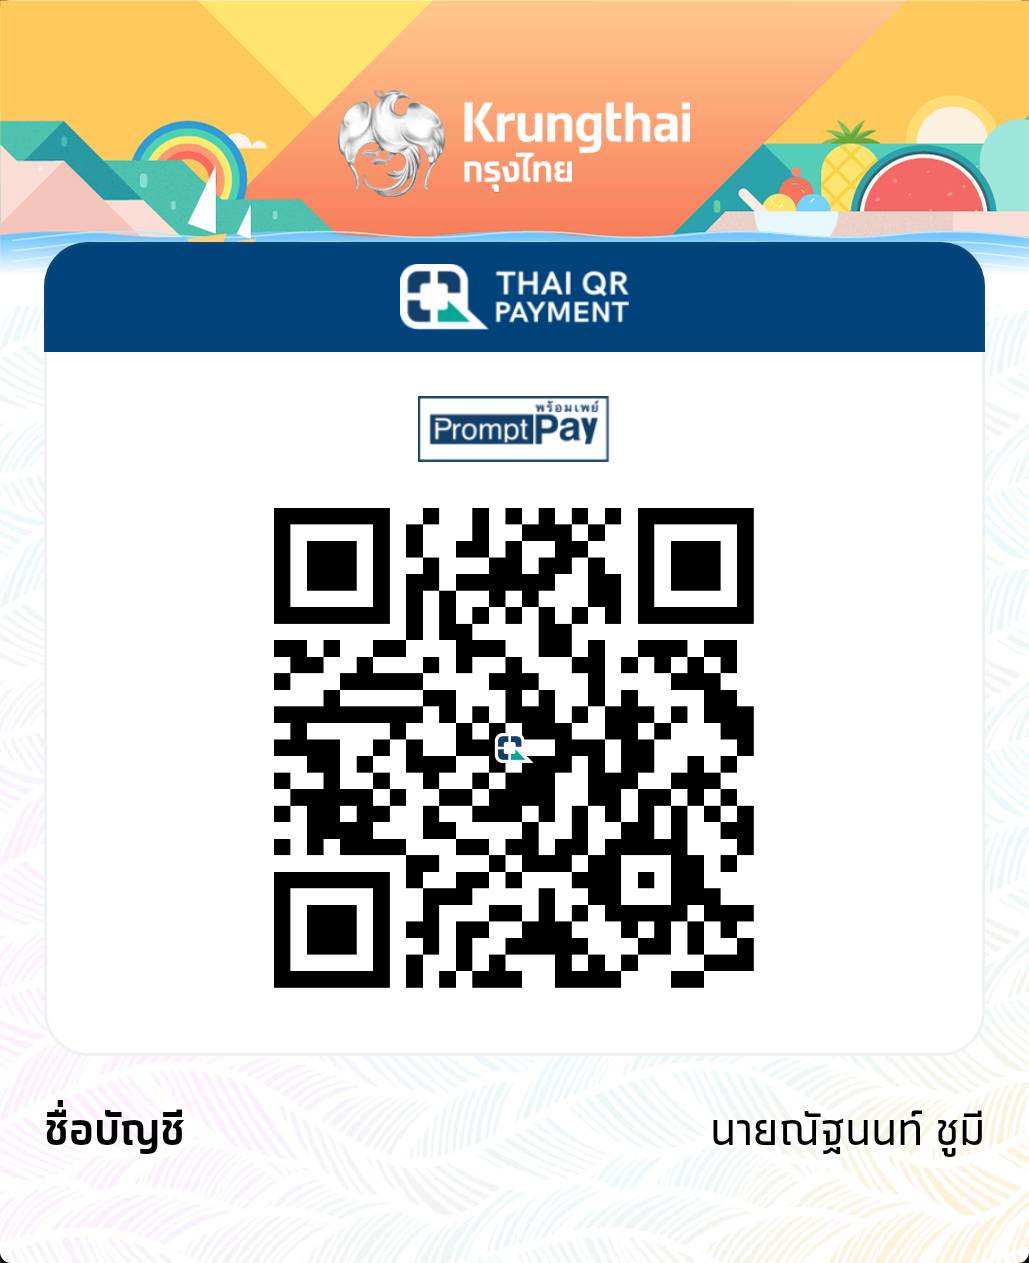 Krungthai
กรุงไทย
THAI QR
PAYMENT
พร้อมเพย์
PromptPay
ชื่อบัญชี นายณัฐนนท์ ชูมี